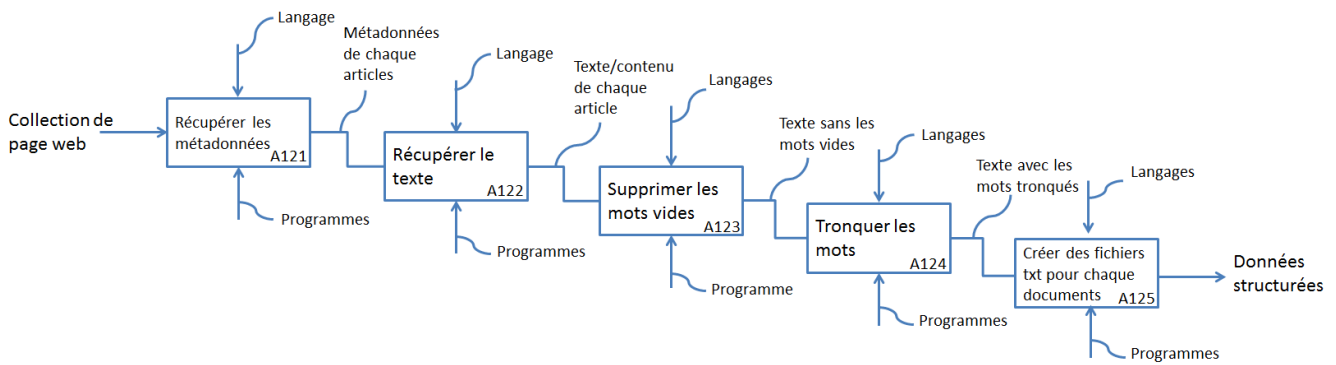 Langage
Collection de
page web
Récupérer les
métadonnées
A121
Programmes
Métadonnées
de chaque
articles
Langage
Récupérer le
texte
A122
Programmes
Texte/contenu
de chaque
article
Langages
Supprimer les
mots vides
A123
Programme
Texte sans les
mots vides
Langages
Tronquer les
mots
A124
Programmes
Texte avec les
mots tronqués
Langages
Créer des fichiers
txt pour chaque
documents
A125
Programmes
Données
structurées